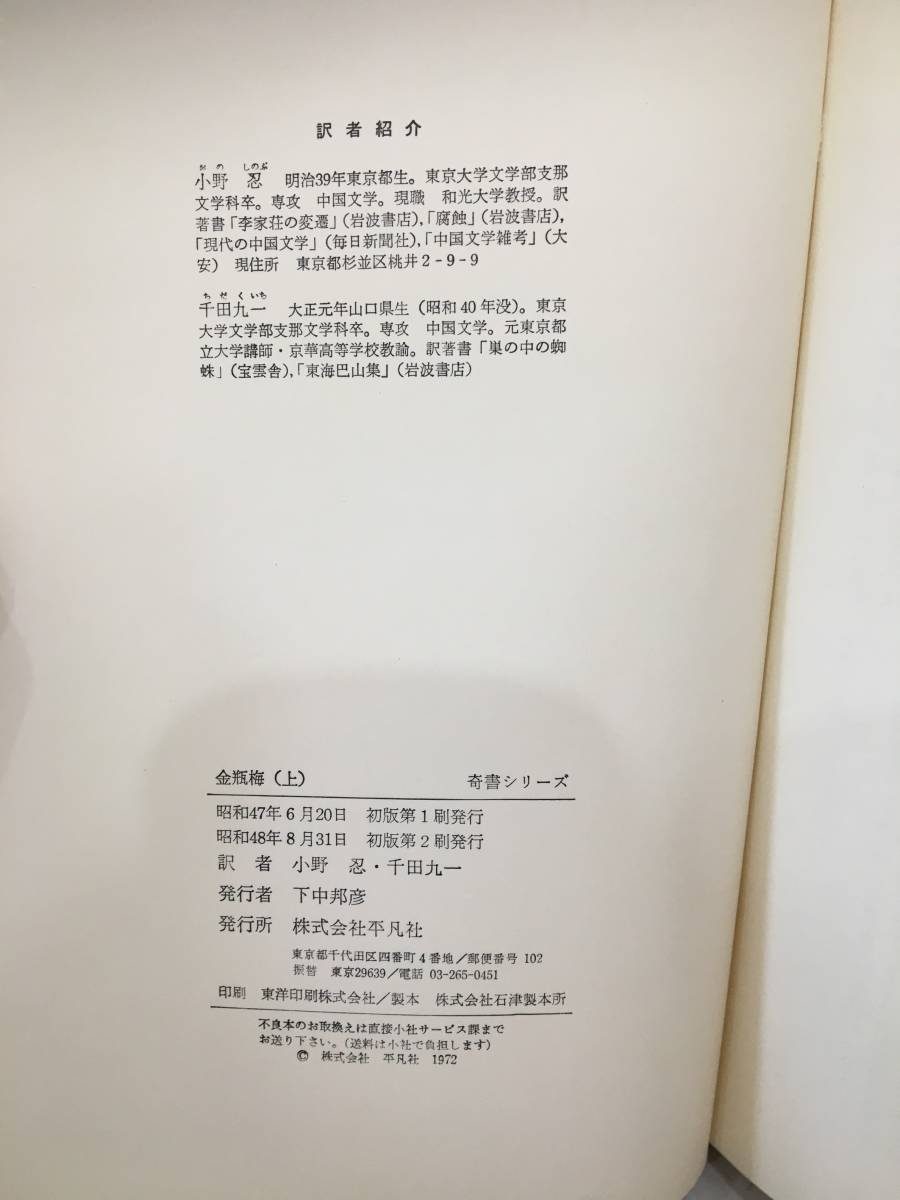 訳者紹介
おの しのぶ
小野 忍 明治39年東京都生。東京大学文学部支那
文学科卒。専攻 中国文学。現職 和光大学教授。訳
著書「李家荘の変遷」(岩波書店),「腐蝕」(岩波書店),
「現代の中国文学」(毎日新聞社),「中国文学雑考」(大
安) 現住所 東京都杉並区桃井2-9-9
ちだくいち
千田九一 大正元年山口県生(昭和40年没)。東京
大学文学部支那文学科卒。専攻 中国文学。元東京都
立大学講師・京華高等学校教諭。訳著書「巣の中の蜘
蛛」(宝雲舎),「東海巴山集」(岩波書店)
金瓶梅(上) 奇書シリーズ
昭和47年6月20日 初版第1刷発行
昭和48年8月31日 初版第2刷発行
訳 者 小野 忍・千田九一
発行者 下中邦彦
発行所 株式会社平凡社
東京都千代田区四番町4番地/郵便番号 102
振替 東京29639/電話 03-265-0451
印刷 東洋印刷株式会社/製本 株式会社石津製本所
不良本のお取換えは直接小社サービス課まで
お送り下さい。(送料は小社で負担します)
© 株式会社 平凡社 1972